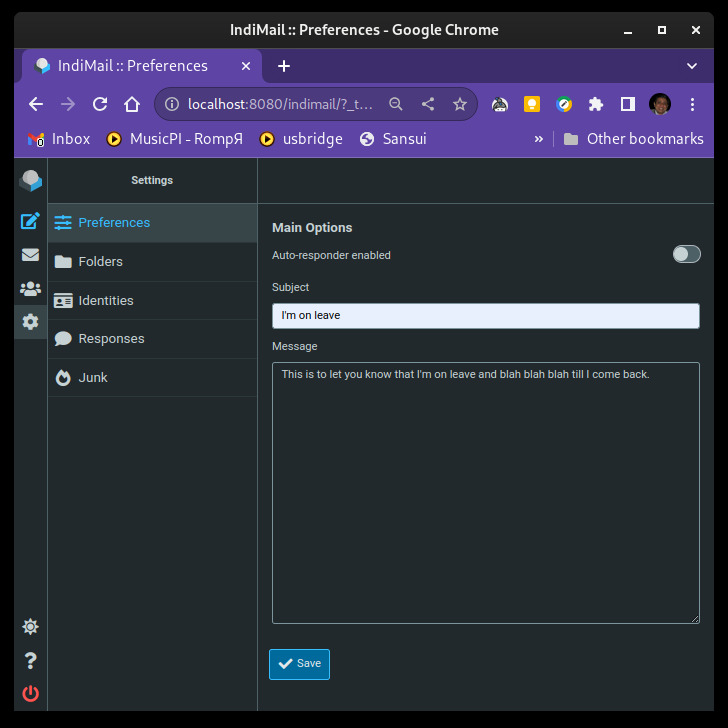 IndiMail :: Preferences - Google Chrome
IndiMail :: Preferences
localhost:8080/indimail/?_t...
Inbox
MusicPI - RompЯ
usbridge
Sansui
»
Other bookmarks
Settings
Preferences
Folders
Identities
Responses
Junk
Main Options
Auto-responder enabled
Subject
I'm on leave
Message
This is to let you know that I'm on leave and blah blah blah till I come back.
Save